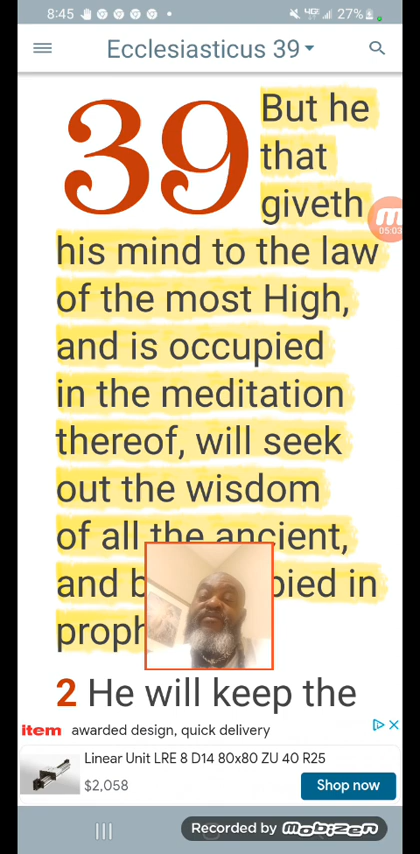 8:45 4G 27%
Ecclesiasticus 39
39 But he
that
giveth
05:03
his mind to the law
of the most High,
and is occupied
in the meditation
thereof, will seek
out the wisdom
of all the ancient,
and b pied in
proph
2 He will keep the
item awarded design, quick delivery
Linear Unit LRE 8 D14 80x80 ZU 40 R25
$2,058 Shop now
Recorded by mobizen